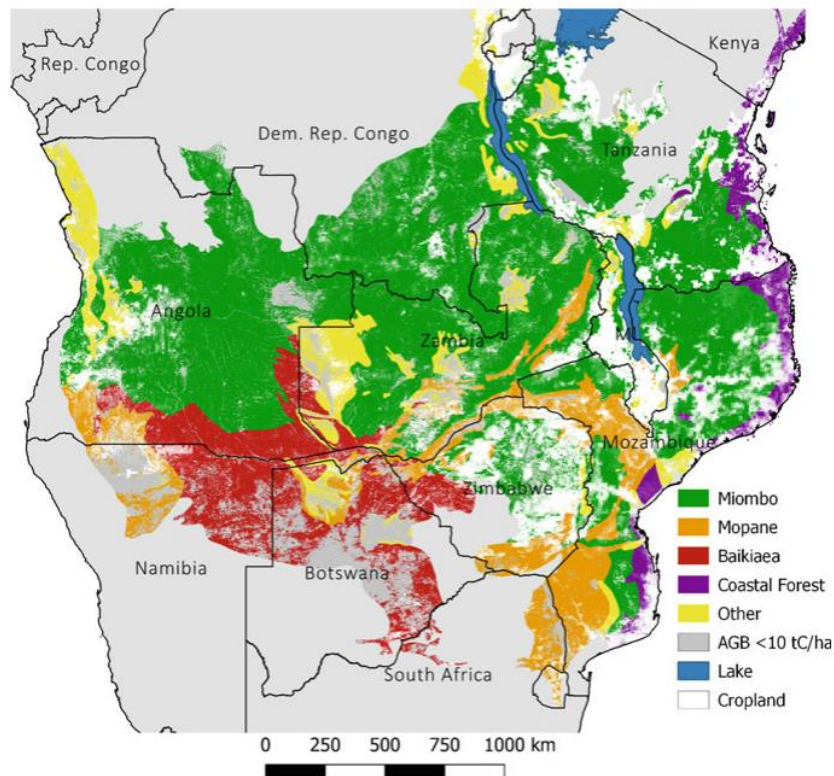 Kenya
Rep. Congo
Dem. Rep. Congo
Tanzania
Angola
Zambia
Mozambique
Zimbabwe
Namibia
Botswana
South Africa
Miombo
Mopane
Baikiaea
Coastal Forest
Other
AGB <10 tC/ha
Lake
Cropland
0 250 500 750 1000 km